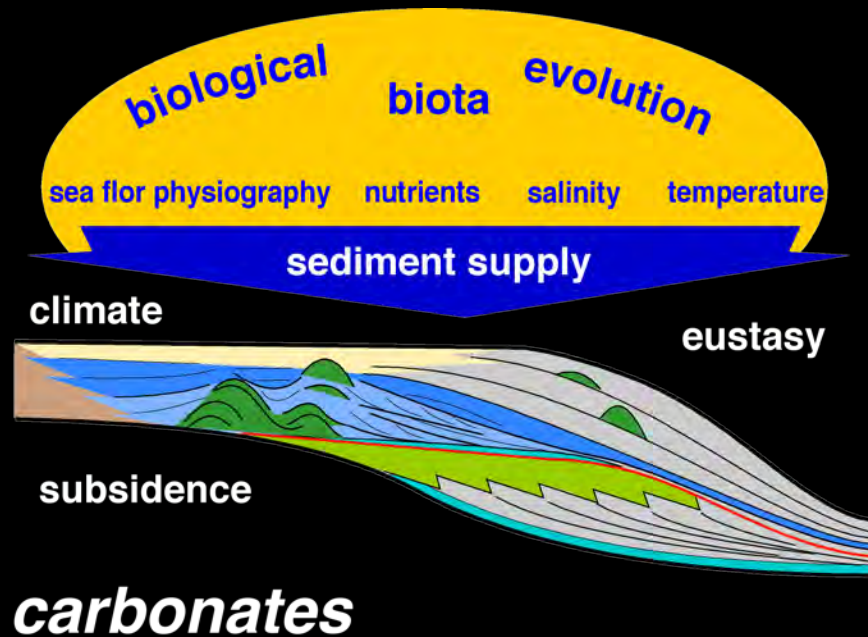 biological biota evolution
sea flor physiography nutrients salinity temperature
sediment supply
climate
eustasy
subsidence
carbonates